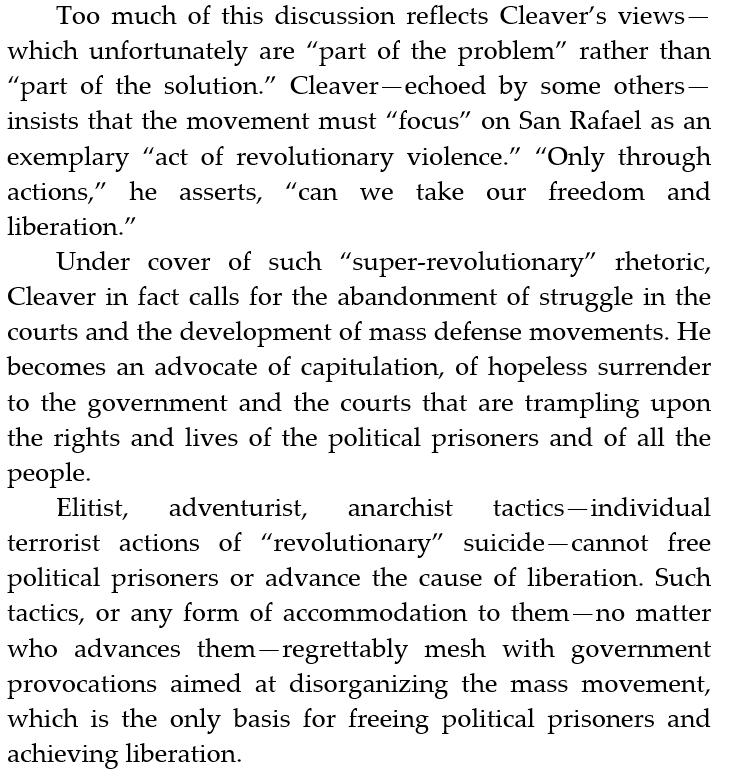 Too much of this discussion reflects Cleaver’s views—
which unfortunately are “part of the problem” rather than
“part of the solution.” Cleaver—echoed by some others—
insists that the movement must “focus” on San Rafael as an
exemplary “act of revolutionary violence.” “Only through
actions,” he asserts, “can we take our freedom and
liberation.”
Under cover of such “super-revolutionary” rhetoric,
Cleaver in fact calls for the abandonment of struggle in the
courts and the development of mass defense movements. He
becomes an advocate of capitulation, of hopeless surrender
to the government and the courts that are trampling upon
the rights and lives of the political prisoners and of all the
people.
Elitist, adventurist, anarchist tactics—individual
terrorist actions of “revolutionary” suicide—cannot free
political prisoners or advance the cause of liberation. Such
tactics, or any form of accommodation to them—no matter
who advances them—regrettably mesh with government
provocations aimed at disorganizing the mass movement,
which is the only basis for freeing political prisoners and
achieving liberation.